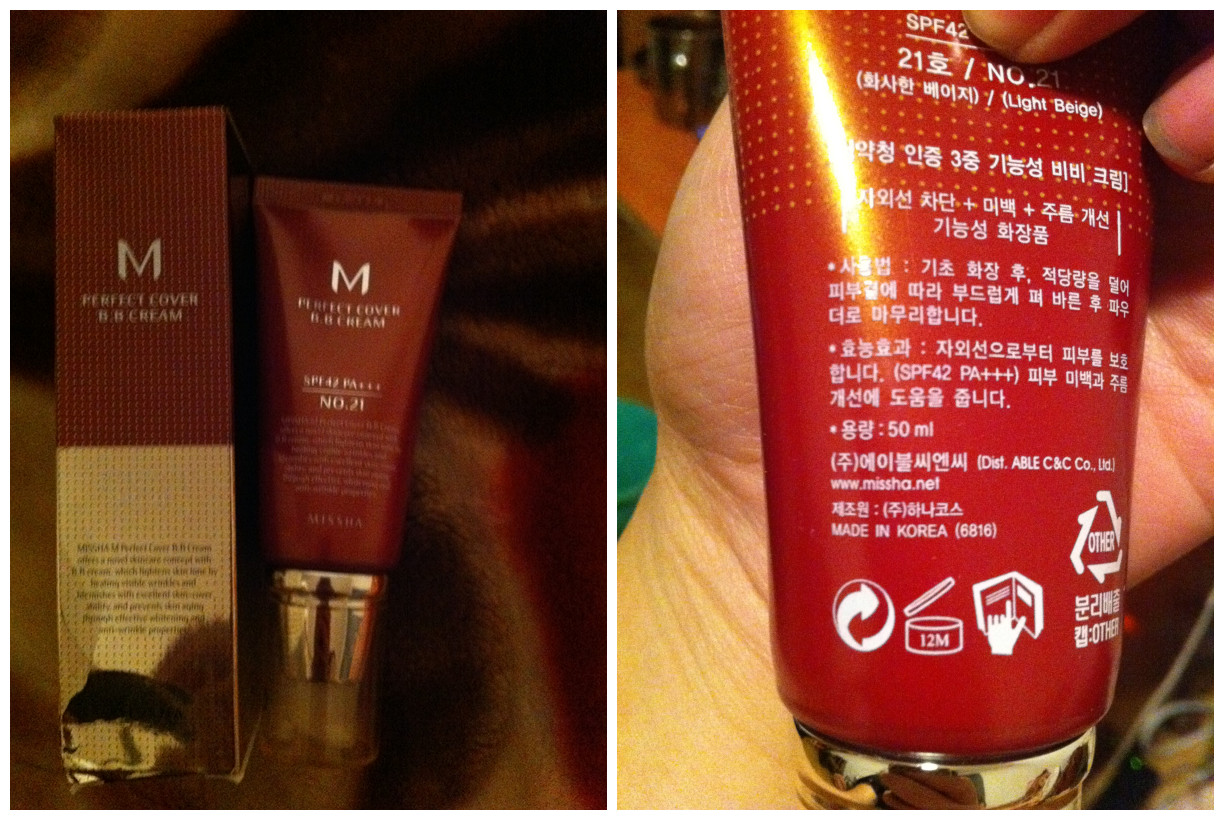 M
PERFECT COVER
B.B CREAM
MISSHA M Perfect Cover B.B Cream
offers a novel skincare concept with
B.B cream, which lightens skin tone by
healing visible wrinkles and
blemishes with excellent skin-cover
ability, and prevents skin aging
through effective whitening and
anti-wrinkle properties.
MISSHA
M
PERFECT COVER
B.B CREAM
SPF42 PA+++
NO.21
MISSHA
SPF42
21호 / NO.21
(화사한 베이지) / (Light Beige)
약청 인증 3중 기능성 비비 크림]
자외선 차단 + 미백 + 주름 개선
기능성 화장품
*사용법 : 기초 화장 후, 적당량을 덜어
피부결에 따라 부드럽게 펴 바른 후 파우
더로 마무리합니다.
*효능효과 : 자외선으로부터 피부를 보호
합니다. (SPF42 PA+++) 피부 미백과 주름
개선에 도움을 줍니다.
*용량 : 50 ml
(주)에이블씨엔씨 (Dist. ABLE C&C Co., Ltd.)
www.missha.net
제조원 : (주)하나코스
MADE IN KOREA (6816)
OTHER
분리배출
캡:OTHER
12M